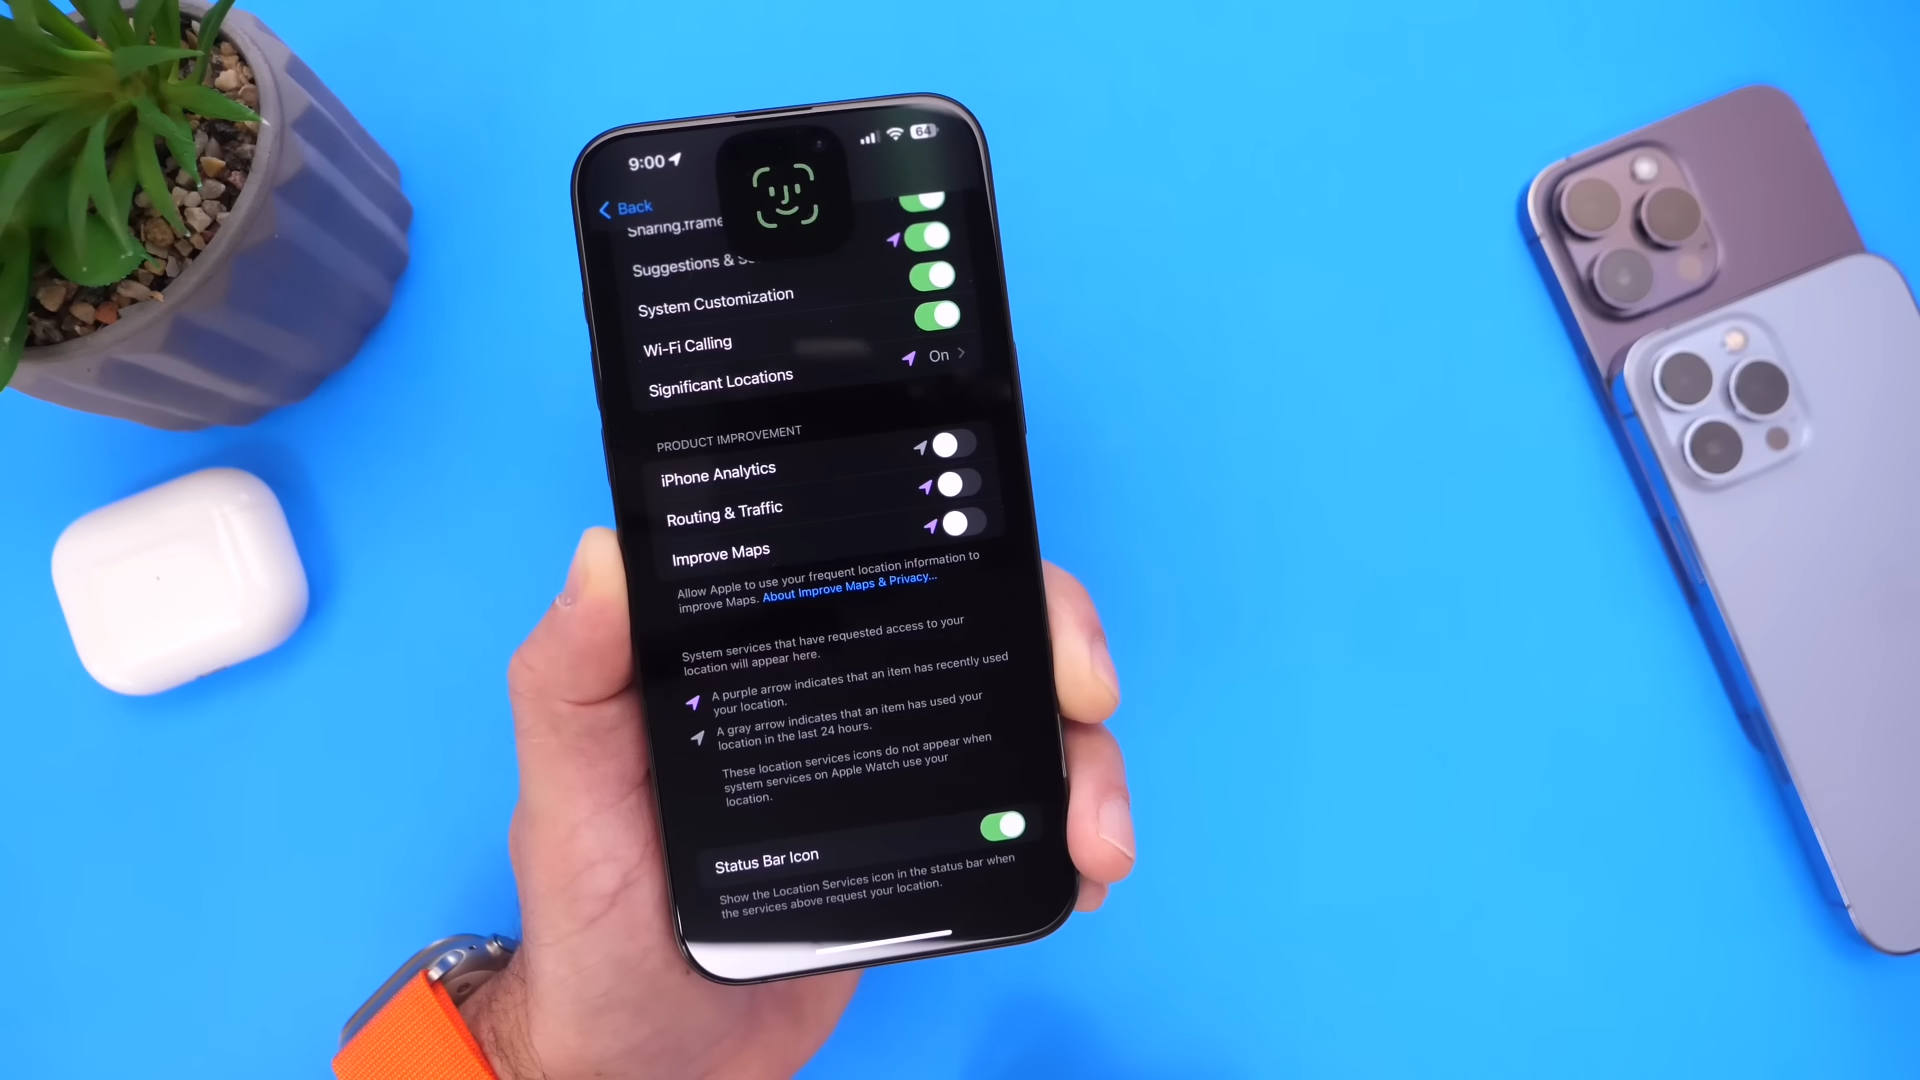 9:00
64
Back
Sharing.frame
Suggestions & S
System Customization
Wi-Fi Calling
Significant Locations On
PRODUCT IMPROVEMENT
iPhone Analytics
Routing & Traffic
Improve Maps
Allow Apple to use your frequent location information to
improve Maps. About Improve Maps & Privacy...
System services that have requested access to your
location will appear here.
A purple arrow indicates that an item has recently used
your location.
A gray arrow indicates that an item has used your
location in the last 24 hours.
These location services icons do not appear when
system services on Apple Watch use your
location.
Status Bar Icon
Show the Location Services icon in the status bar when
the services above request your location.